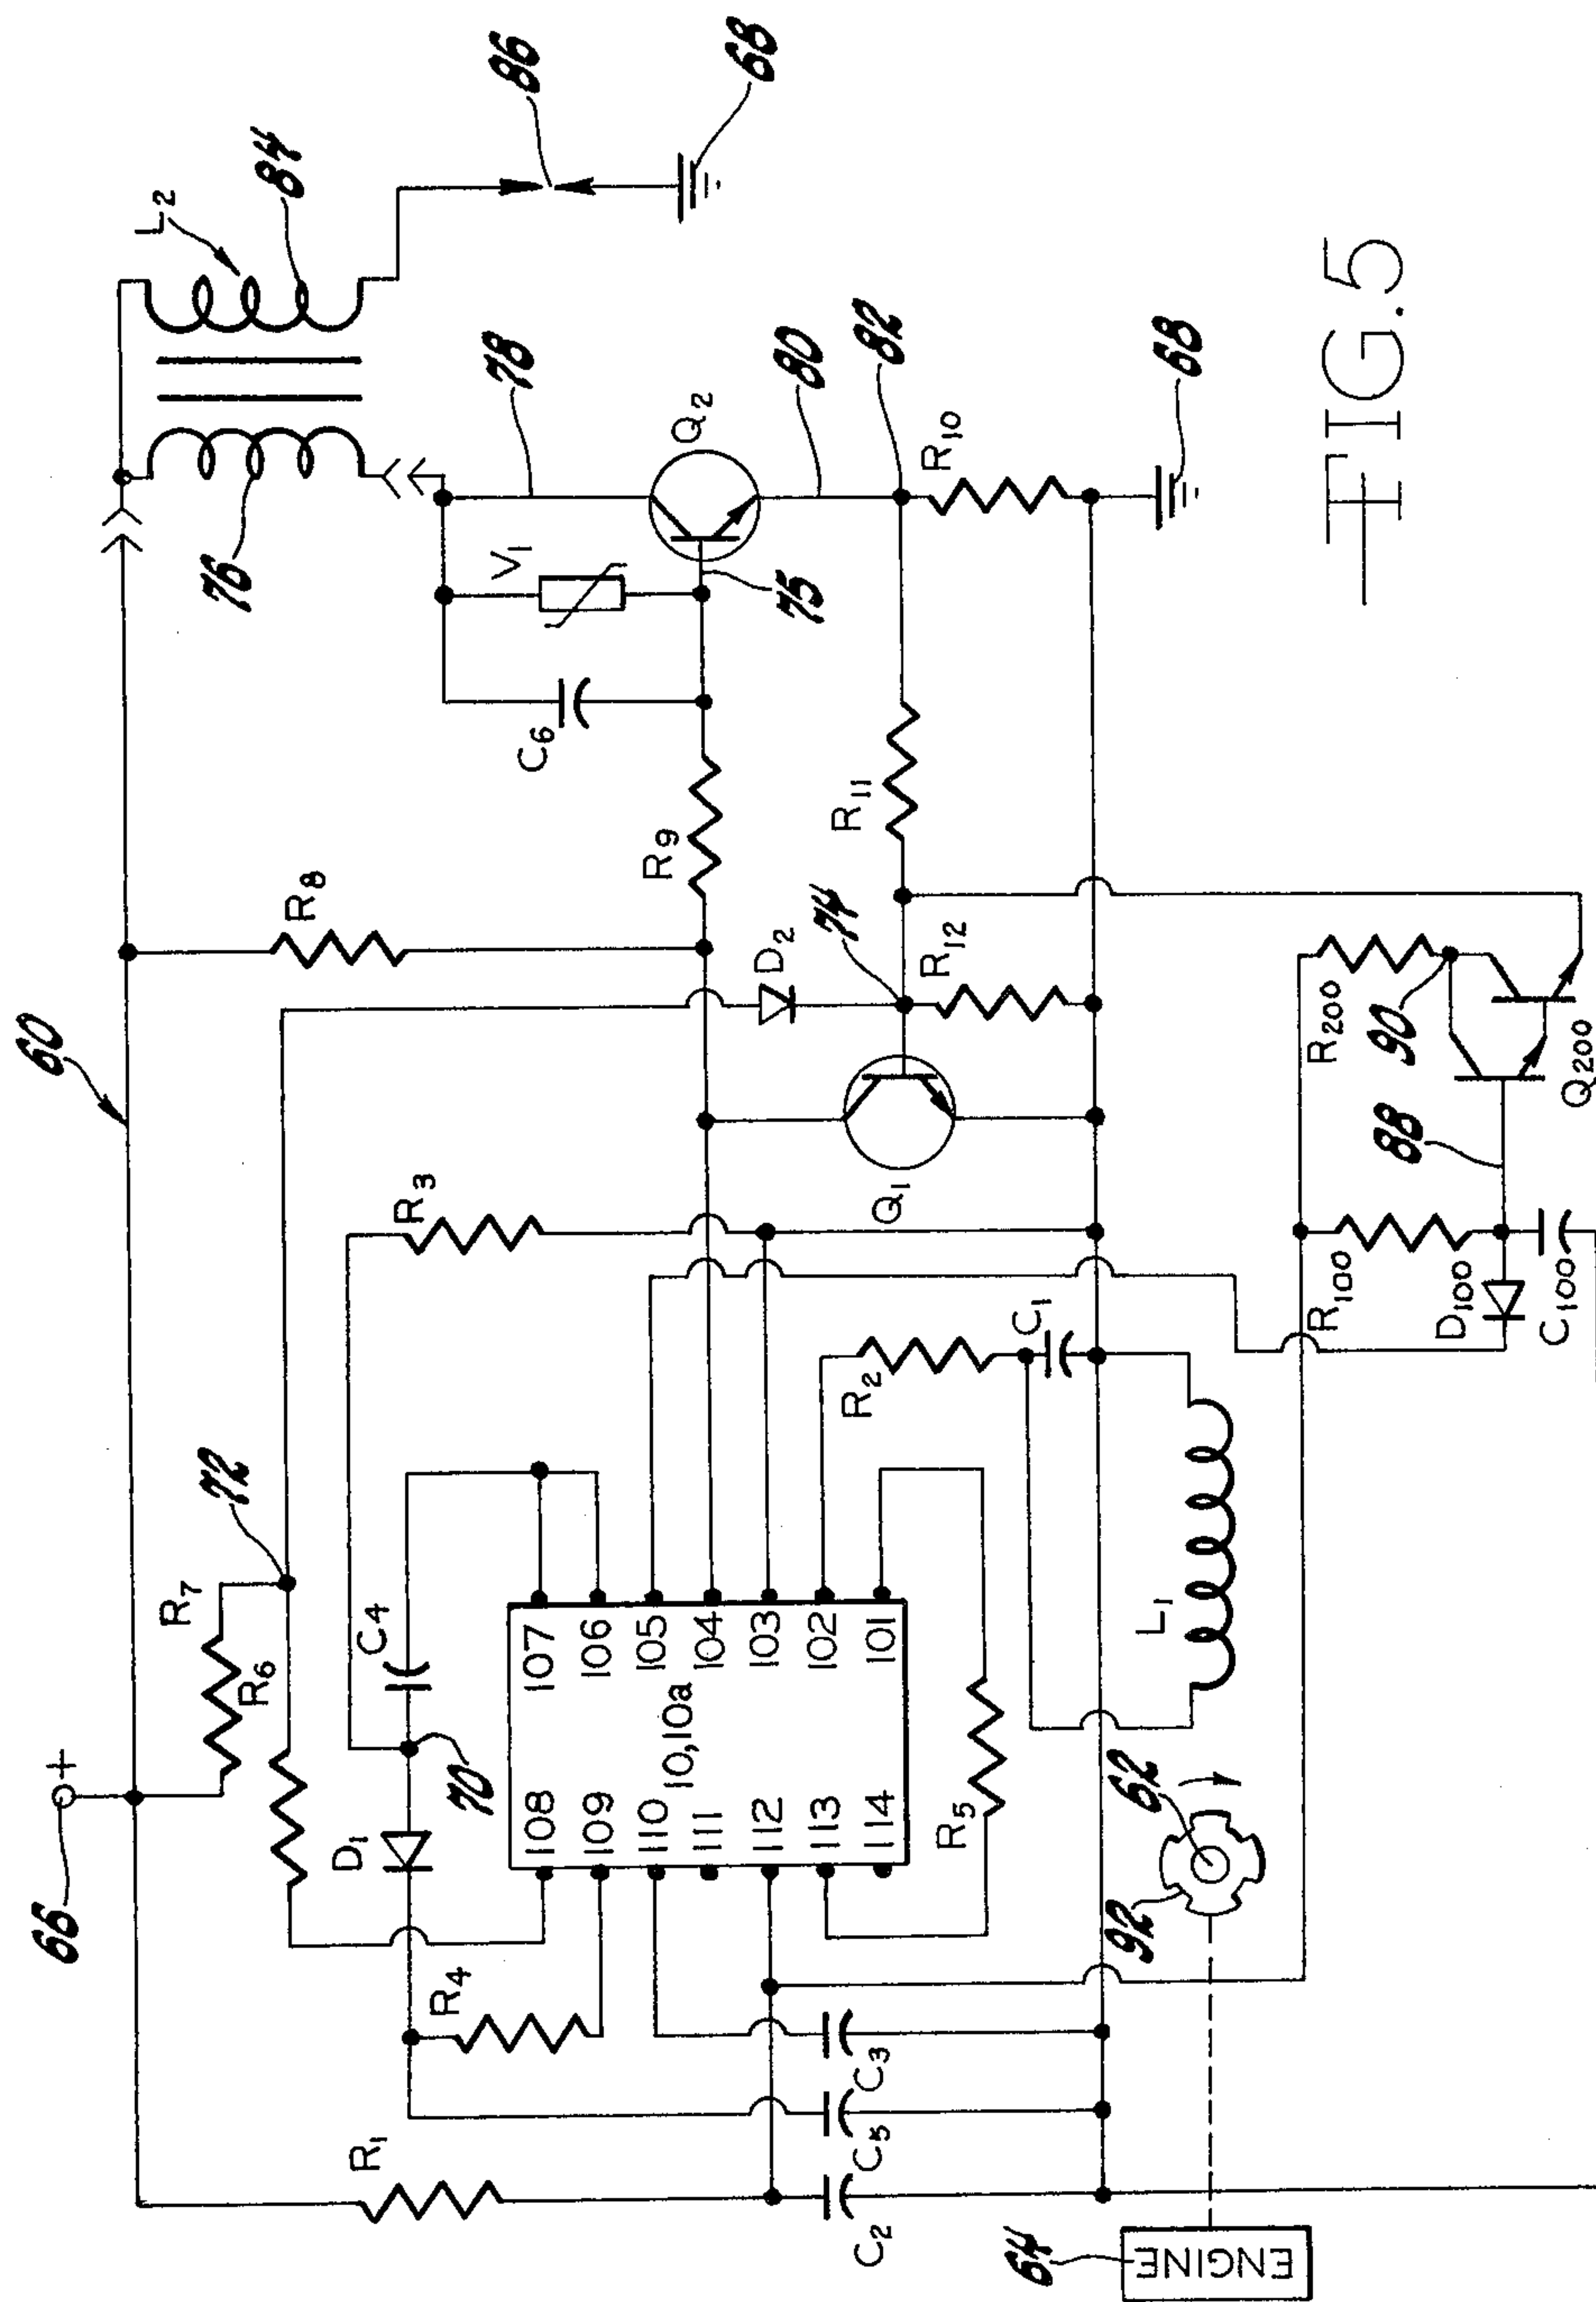 66
+
60
R7
72
R6
R8
76
L2
84
86
68
R1
R4
D1
70
C4
R3
D2
74
R9
C6
V1
75
78
Q2
80
82
R10
68
R11
R12
Q1
108
109
110
111
112
113
114
10,10a
107
106
105
104
103
102
101
R5
R2
C1
L1
C2
C5
C3
64
ENGINE
92
62
R100
D100
C100
88
R200
90
Q200
FIG.5